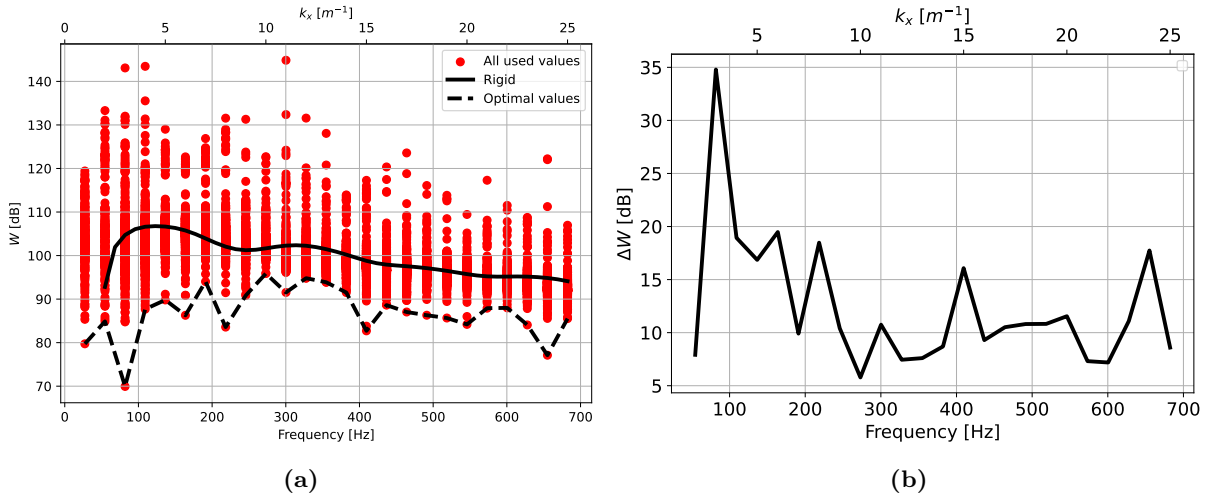 k_x [m⁻¹]
0 5 10 15 20 25
140
130
120
110
100
90
80
70
W [dB]
All used values
Rigid
Optimal values
0 100 200 300 400 500 600 700
Frequency [Hz]
(a)
k_x [m⁻¹]
5 10 15 20 25
35
30
25
20
15
10
5
ΔW [dB]
100 200 300 400 500 600 700
Frequency [Hz]
(b)